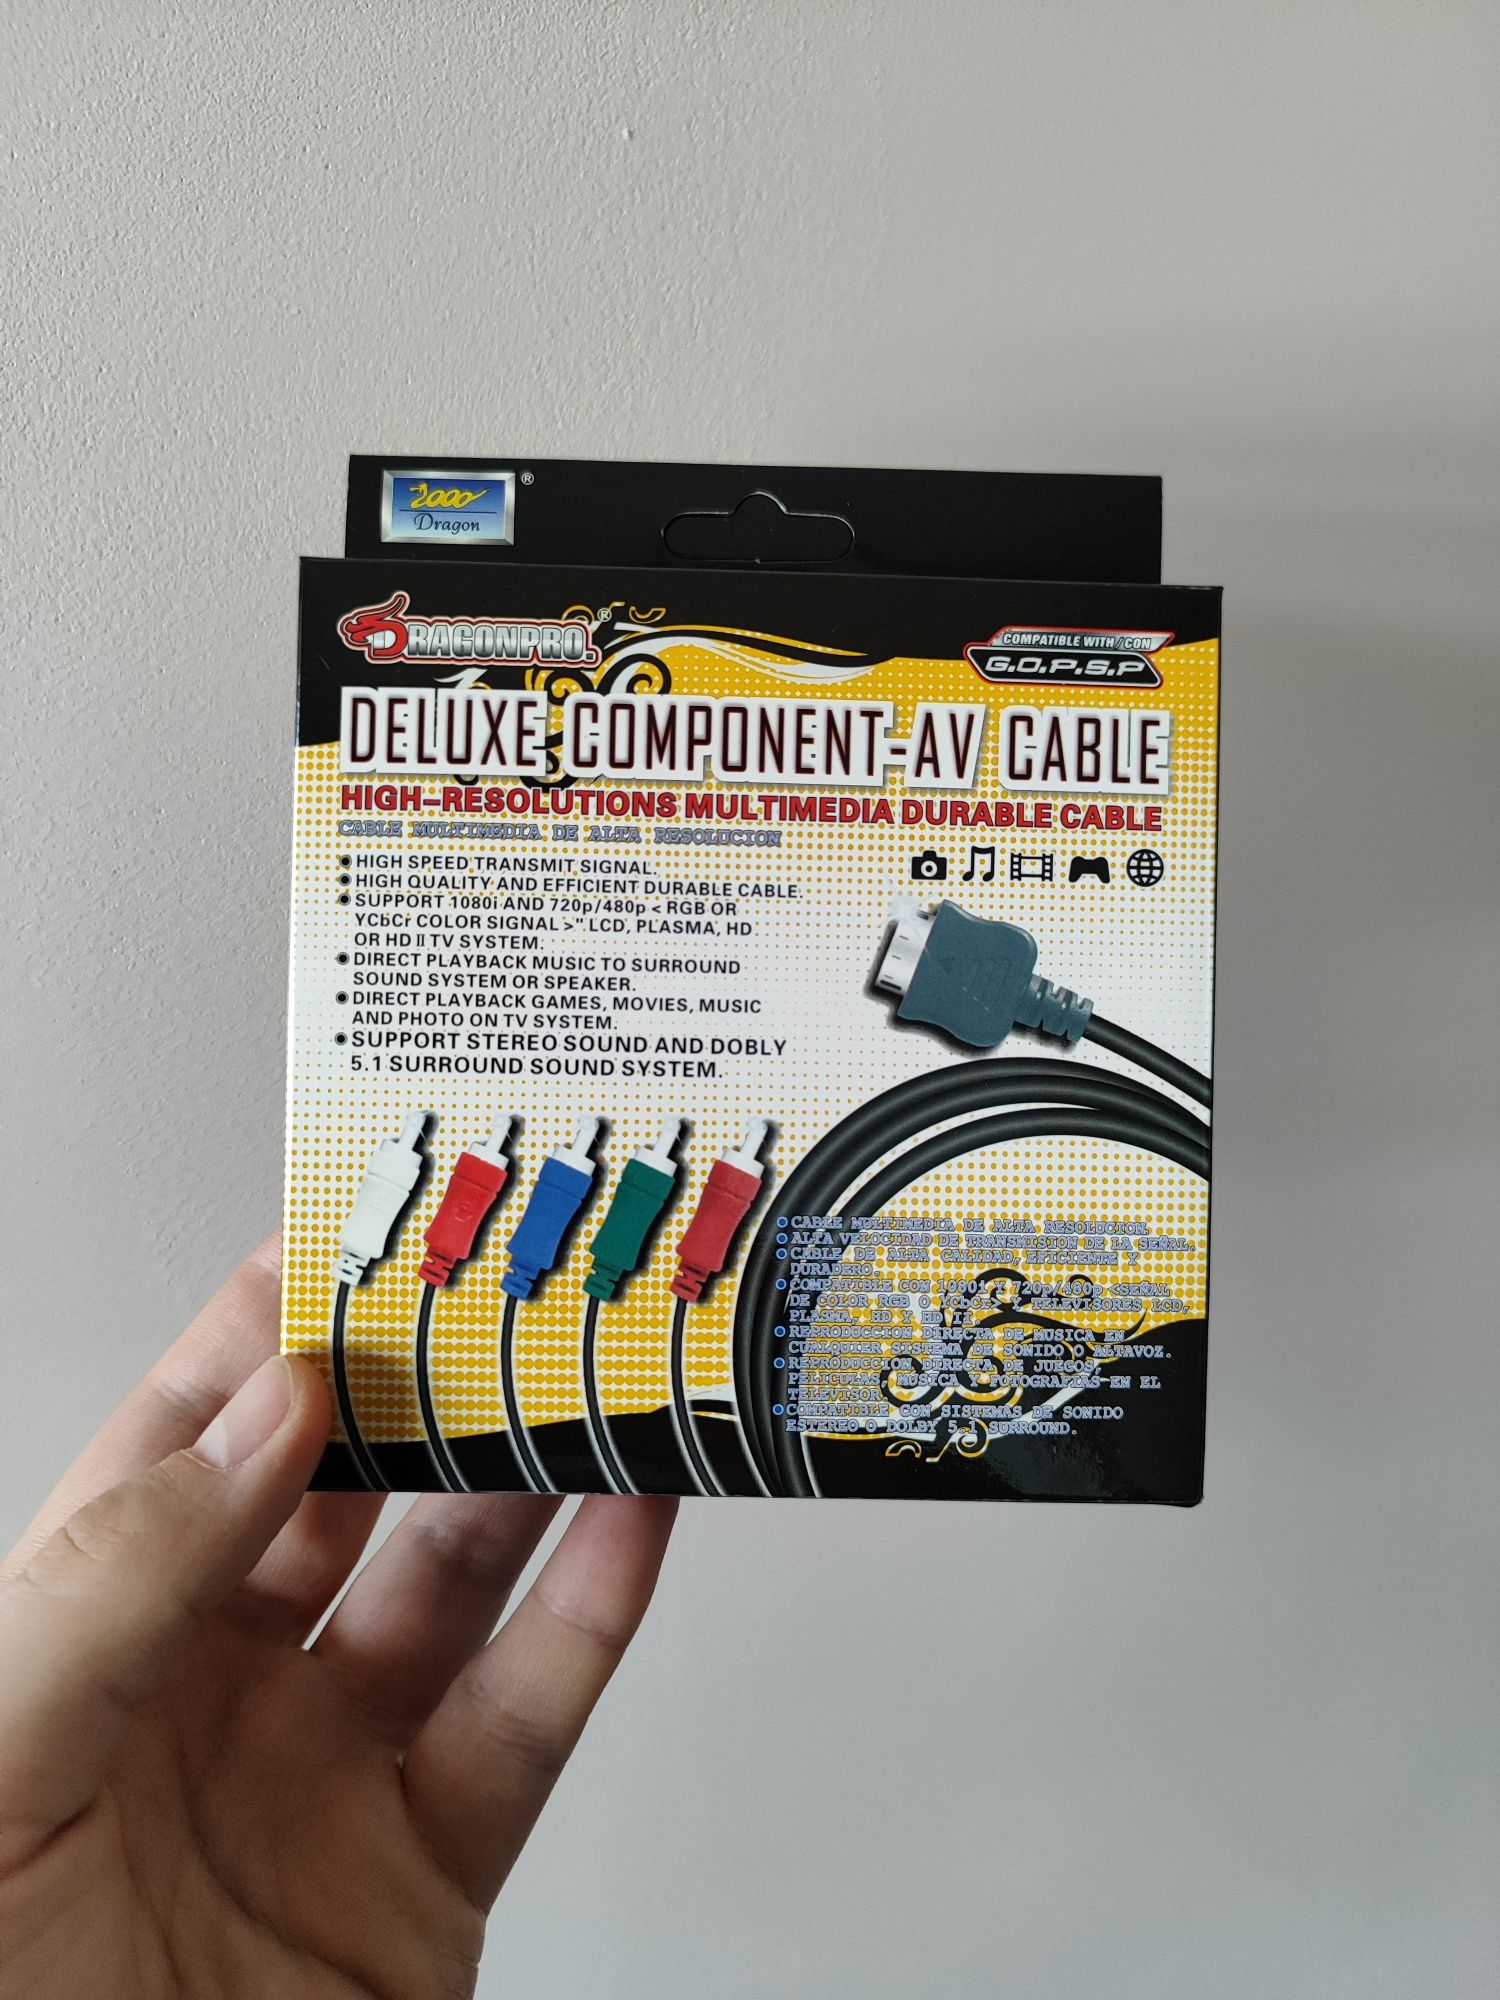 2000
Dragon
®
DRAGONPRO.®
COMPATIBLE WITH/CON
G.O.P.S.P
DELUXE COMPONENT-AV CABLE
HIGH-RESOLUTIONS MULTIMEDIA DURABLE CABLE
CABLE MULTIMEDIA DE ALTA RESOLUCION
HIGH SPEED TRANSMIT SIGNAL.
HIGH QUALITY AND EFFICIENT DURABLE CABLE.
SUPPORT 1080i AND 720p/480p < RGB OR
YCbCr COLOR SIGNAL >" LCD, PLASMA, HD
OR HD II TV SYSTEM.
DIRECT PLAYBACK MUSIC TO SURROUND
SOUND SYSTEM OR SPEAKER.
DIRECT PLAYBACK GAMES, MOVIES, MUSIC
AND PHOTO ON TV SYSTEM.
SUPPORT STEREO SOUND AND DOBLY
5.1 SURROUND SOUND SYSTEM.
CABLE MULTIMEDIA DE ALTA RESOLUCION.
ALTA VELOCIDAD DE TRANSMISION DE LA SEÑAL.
CABLE DE ALTA CALIDAD, EFICIENTE Y
DURADERO.
COMPATIBLE CON 1080i Y 720p/480p <SEÑAL
DE COLOR RGB O YCbCr> Y TELEVISORES LCD,
PLASMA, HD Y HD II.
REPRODUCCION DIRECTA DE MUSICA EN
CUALQUIER SISTEMA DE SONIDO O ALTAVOZ.
REPRODUCCION DIRECTA DE JUEGOS,
PELICULAS, MUSICA Y FOTOGRAFIAS EN EL
TELEVISOR.
COMPATIBLE CON SISTEMAS DE SONIDO
ESTEREO O DOLBY 5.1 SURROUND.